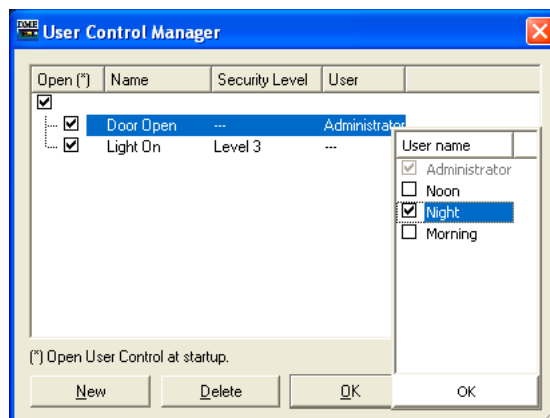 DME User Control Manager
Open (*) Name Security Level User
Door Open --- Administrator
Light On Level 3 ---
User name
Administrator
Noon
Night
Morning
(*) Open User Control at startup.
New Delete OK OK